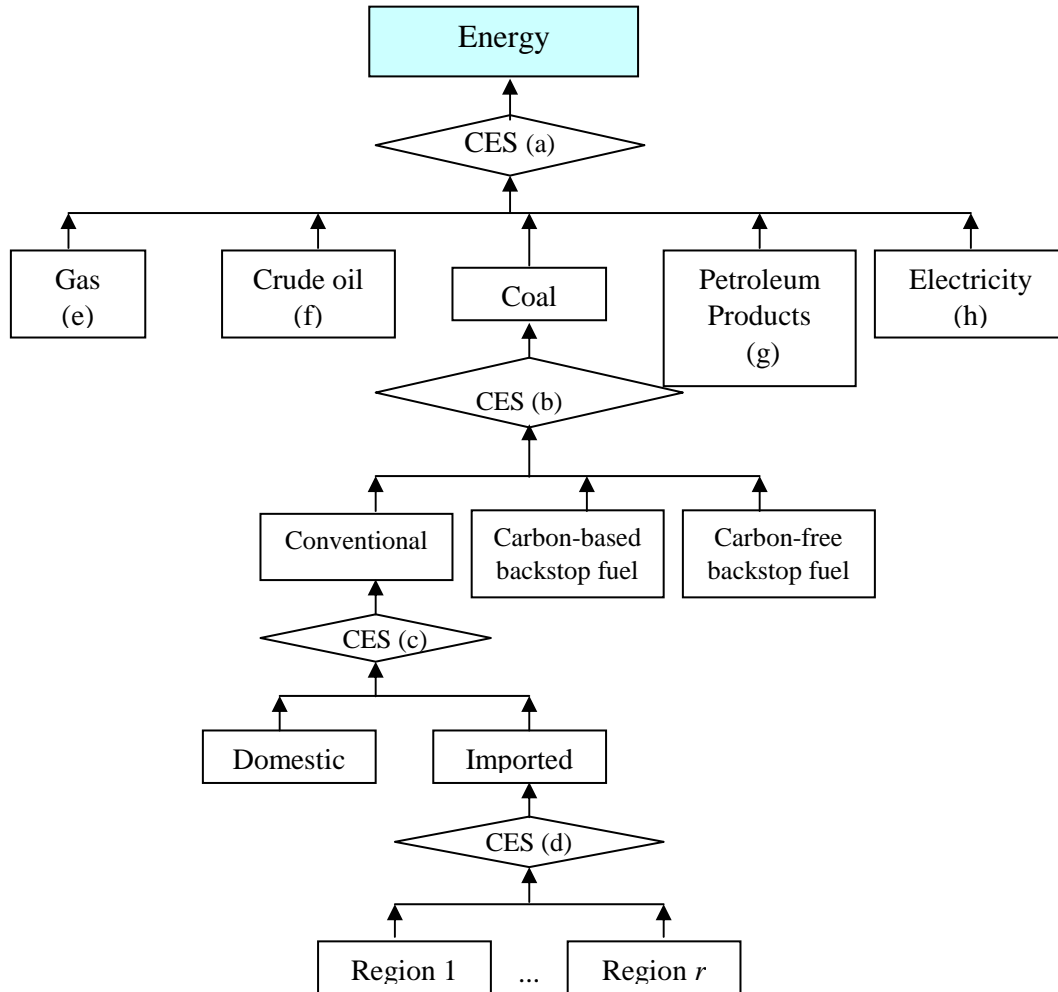 Energy
CES (a)
Gas
(e)
Crude oil
(f)
Coal
Petroleum
Products
(g)
Electricity
(h)
CES (b)
Conventional
Carbon-based
backstop fuel
Carbon-free
backstop fuel
CES (c)
Domestic
Imported
CES (d)
Region 1
...
Region r